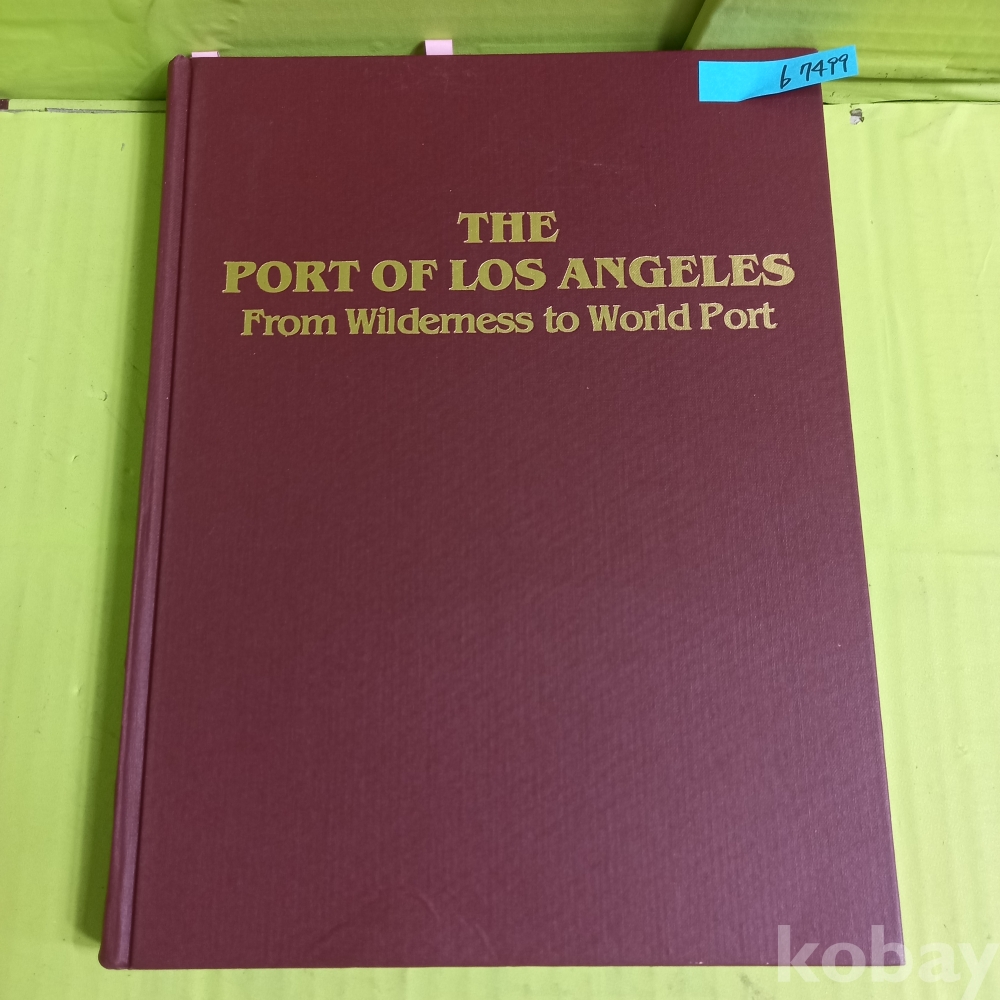 b 7499
THE
PORT OF LOS ANGELES
From Wilderness to World Port
kobay